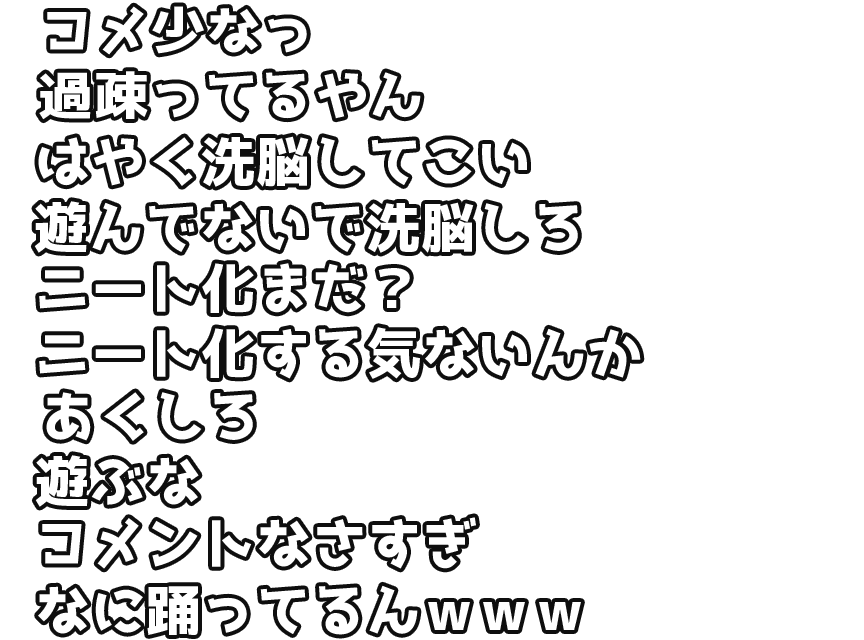 コメ少なっ
過疎ってるやん
はやく洗脳してこい
遊んでないで洗脳しろ
ニート化まだ？
ニート化する気ないんか
あくしろ
遊ぶな
コメントなさすぎ
なに踊ってるんｗｗｗ